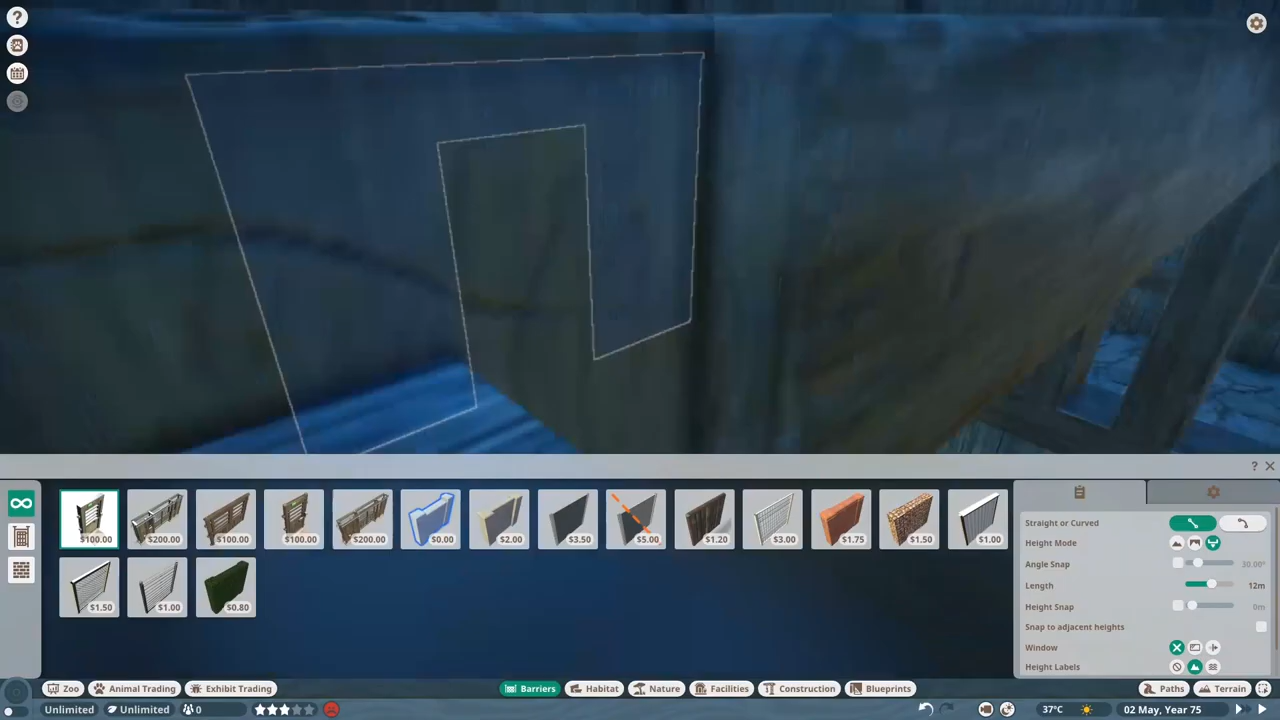 ?
? ×
$100.00 $200.00 $100.00 $100.00 $200.00 $0.00 $2.00 $3.50 $5.00 $1.20 $3.00 $1.75 $1.50 $1.00
$1.50 $1.00 $0.80
Straight or Curved
Height Mode
Angle Snap 30.00°
Length 12m
Height Snap 0m
Snap to adjacent heights
Window
Height Labels
Zoo Animal Trading Exhibit Trading Barriers Habitat Nature Facilities Construction Blueprints Paths Terrain
Unlimited Unlimited 0 37°C 02 May, Year 75